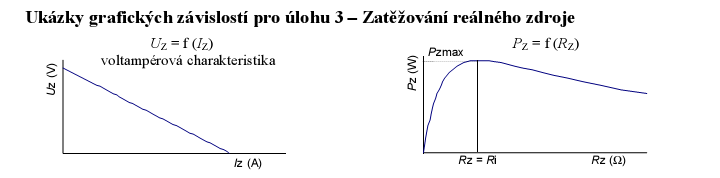 Ukázky grafických závislostí pro úlohu 3 – Zatěžování reálného zdroje
UZ = f (IZ)
voltampérová charakteristika
Uz (V)
Iz (A)
PZ = f (RZ)
Pzmax
Pz (W)
Rz = Ri
Rz (Ω)